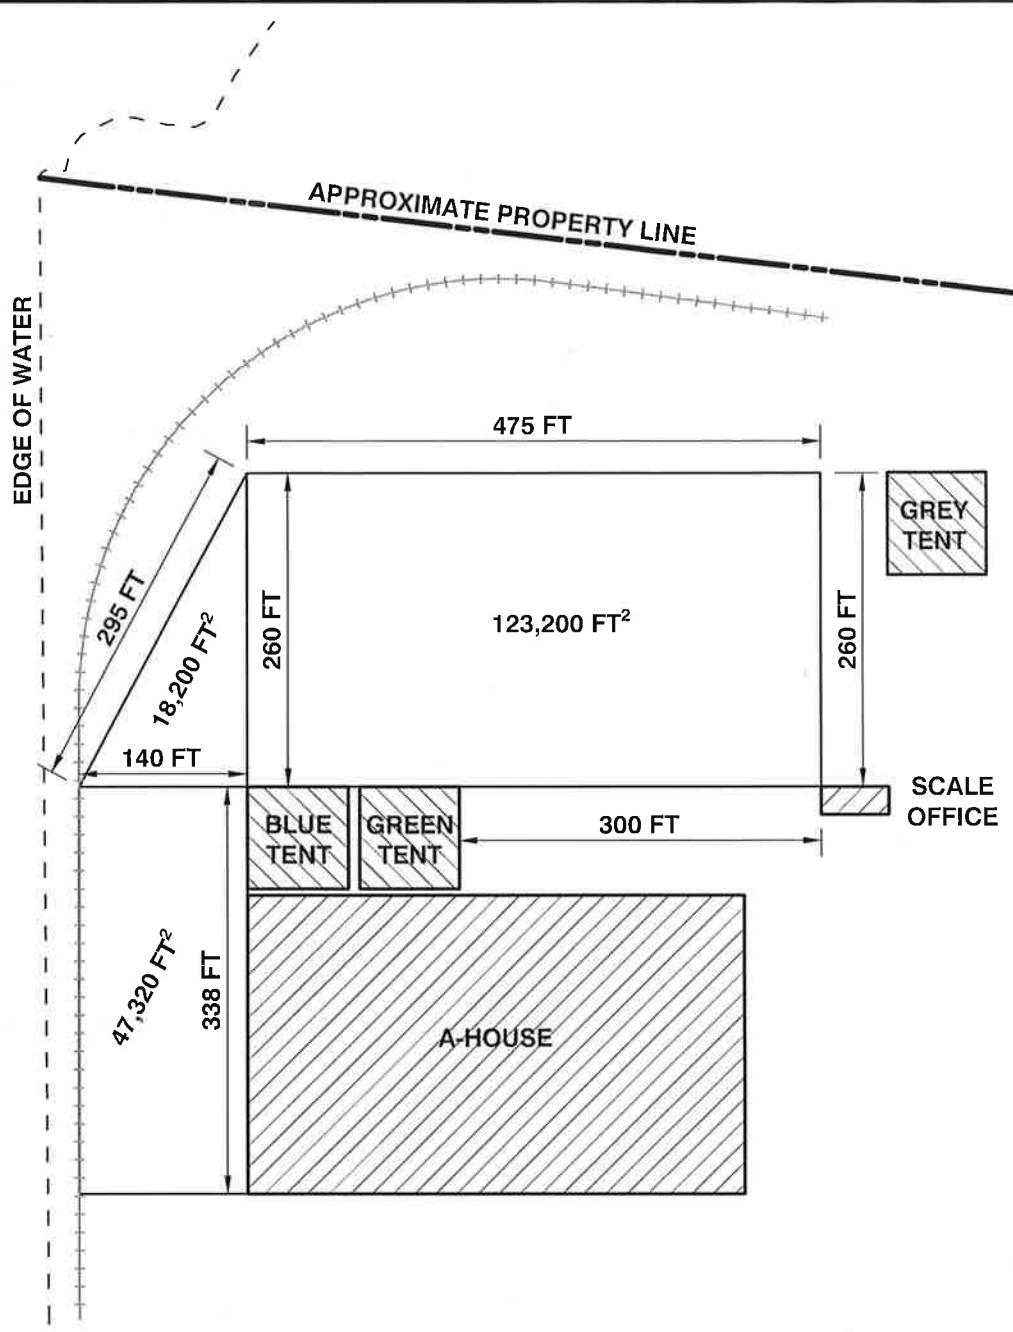 APPROXIMATE PROPERTY LINE
EDGE OF WATER
475 FT
GREY
TENT
295 FT
18,200 FT²
260 FT
123,200 FT²
260 FT
140 FT
SCALE
OFFICE
BLUE
TENT
GREEN
TENT
300 FT
47,320 FT²
338 FT
A-HOUSE